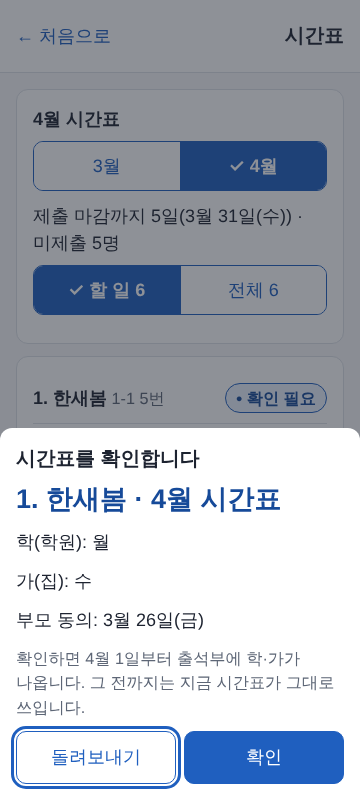 ← 처음으로
시간표
4월 시간표
3월
✓ 4월
제출 마감까지 5일(3월 31일(수)) ·
미제출 5명
✓ 할 일 6
전체 6
1. 한새봄 1-1 5번
• 확인 필요
시간표를 확인합니다
1. 한새봄 · 4월 시간표
학(학원): 월
가(집): 수
부모 동의: 3월 26일(금)
확인하면 4월 1일부터 출석부에 학·가가
나옵니다. 그 전까지는 지금 시간표가 그대로
쓰입니다.
돌려보내기
확인